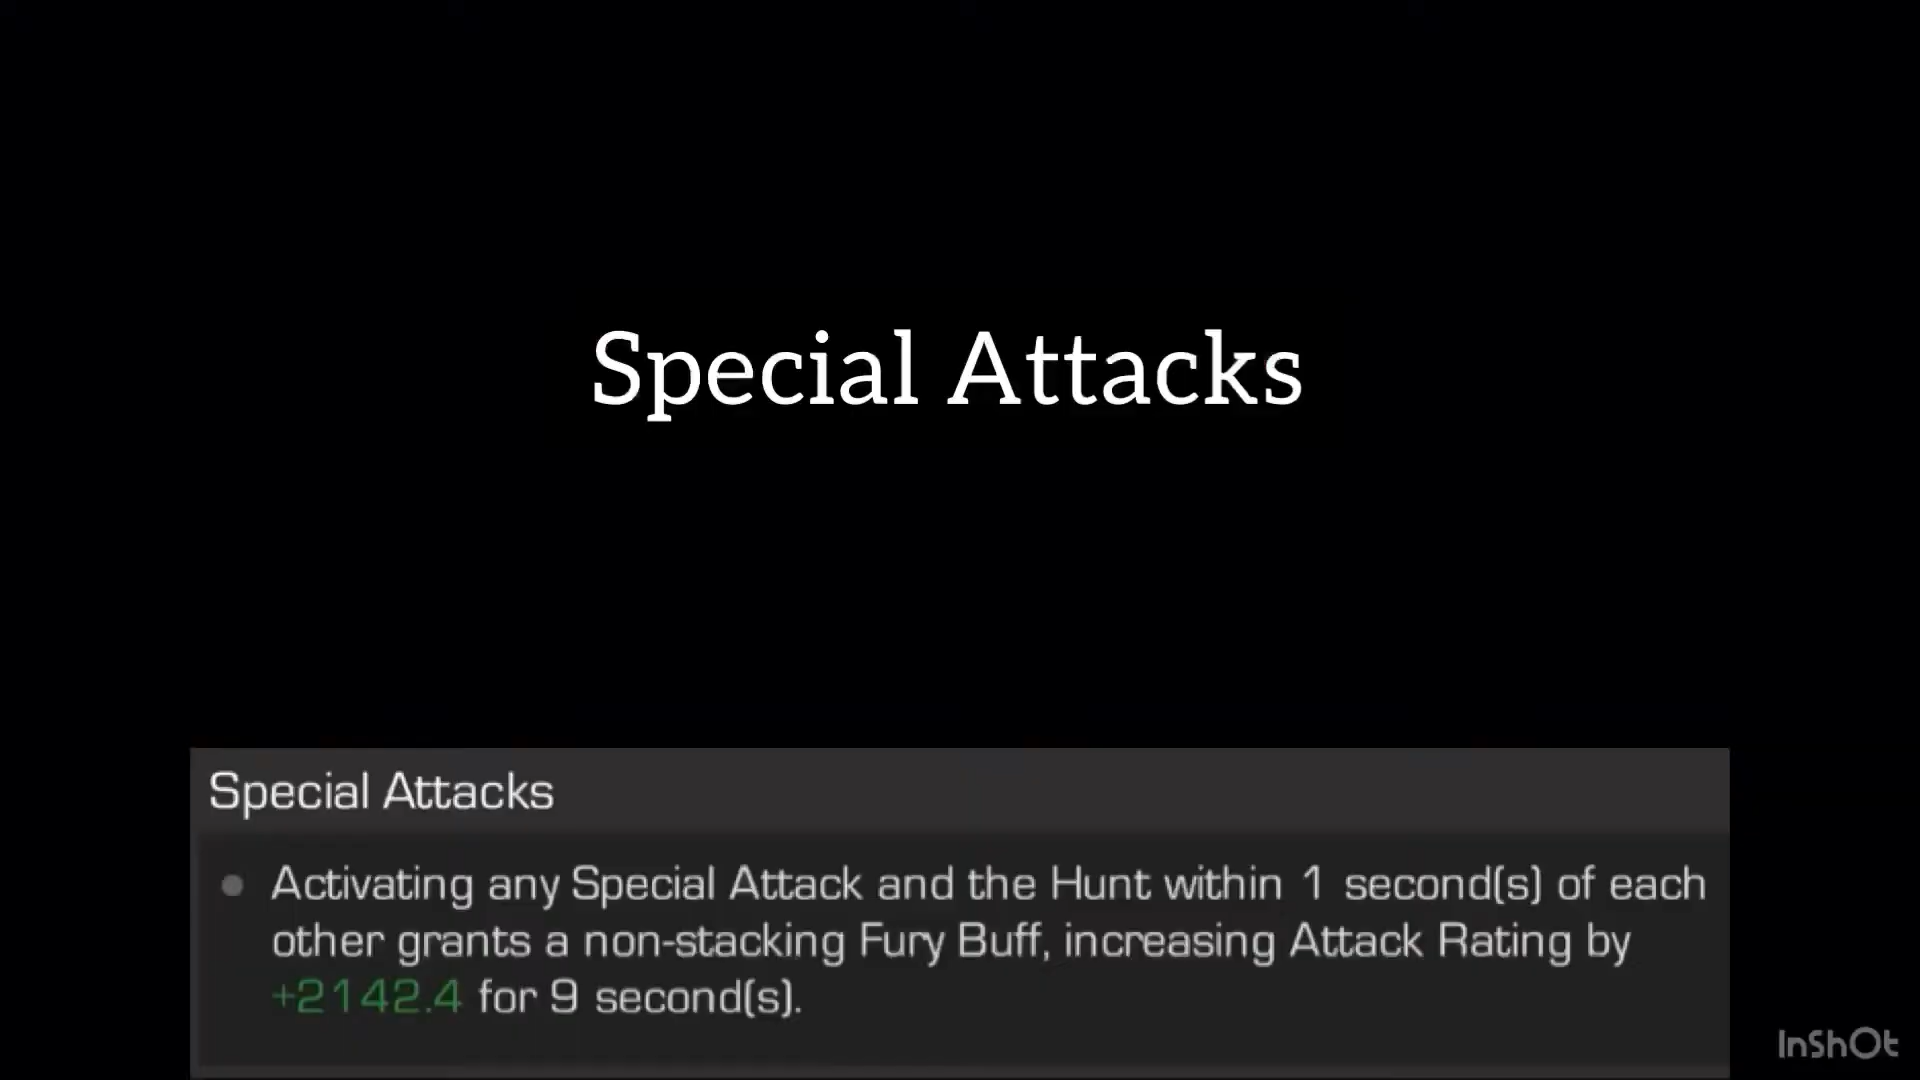 Special Attacks
Special Attacks
Activating any Special Attack and the Hunt within 1 second(s) of each
other grants a non-stacking Fury Buff, increasing Attack Rating by
+2142.4 for 9 second(s).
InShOt